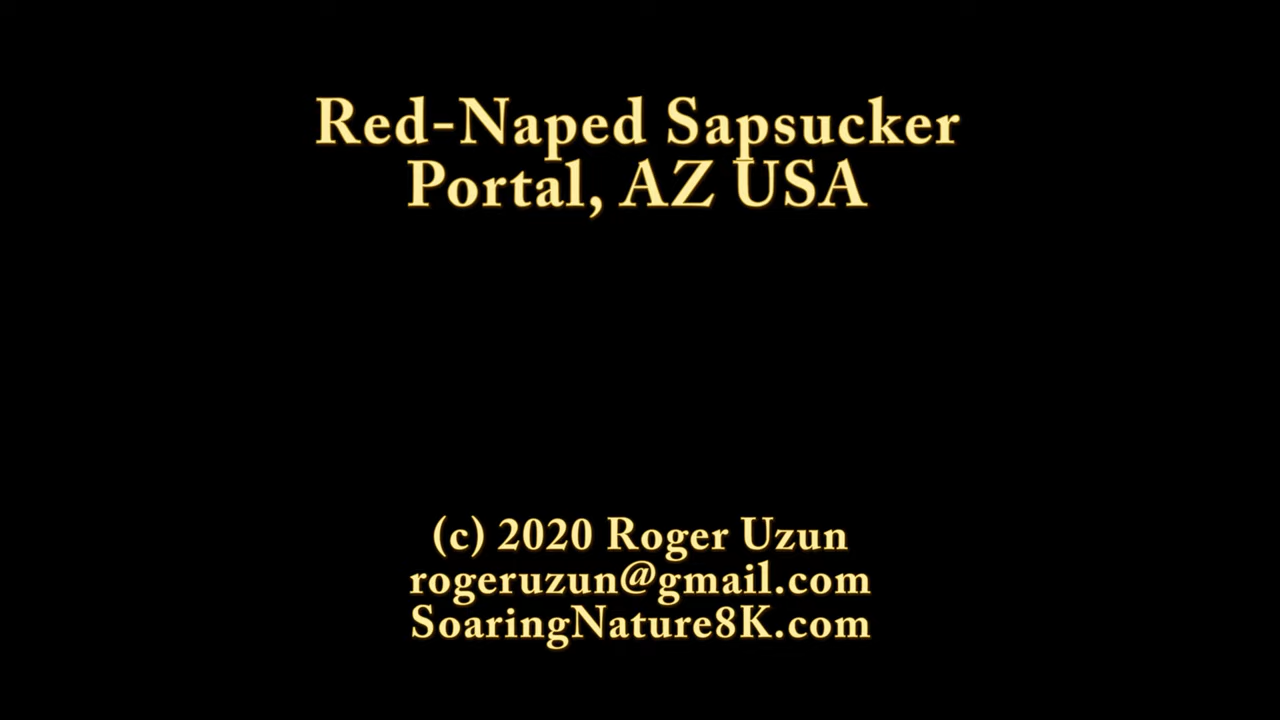 Red-Naped Sapsucker
Portal, AZ USA
(c) 2020 Roger Uzun
rogeruzun@gmail.com
SoaringNature8K.com